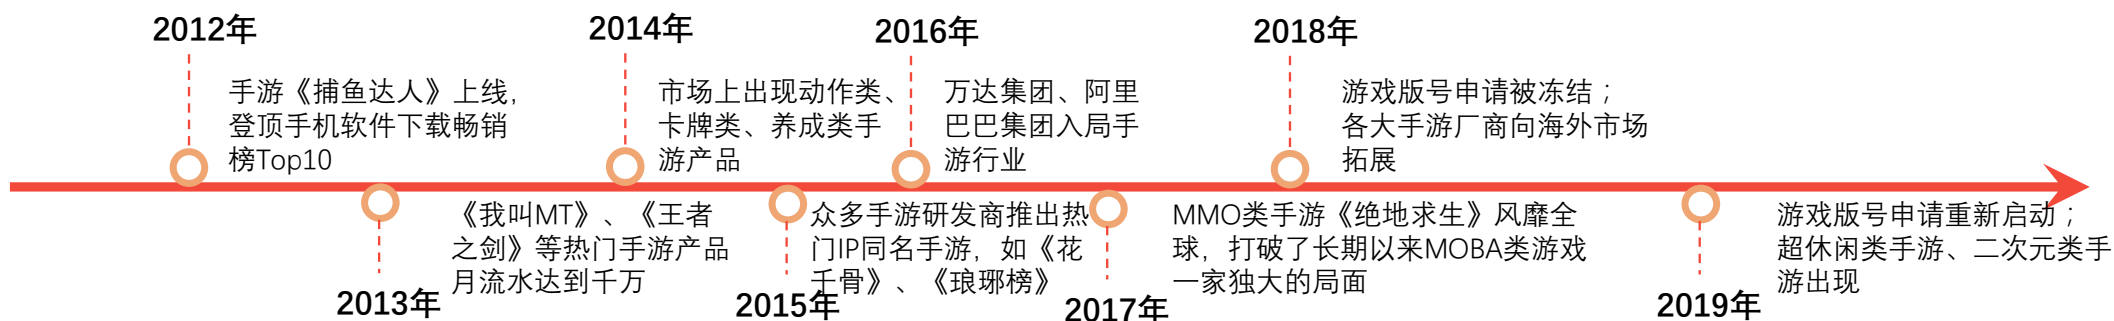 2012年
手游《捕鱼达人》上线，
登顶手机软件下载畅销
榜Top10
2013年
《我叫MT》、《王者
之剑》等热门手游产品
月流水达到千万
2014年
市场上出现动作类、
卡牌类、养成类手
游产品
2015年
众多手游研发商推出热
门IP同名手游，如《花
千骨》、《琅琊榜》
2016年
万达集团、阿里
巴巴集团入局手
游行业
2017年
MMO类手游《绝地求生》风靡全
球，打破了长期以来MOBA类游戏
一家独大的局面
2018年
游戏版号申请被冻结；
各大手游厂商向海外市场
拓展
2019年
游戏版号申请重新启动；
超休闲类手游、二次元类手
游出现